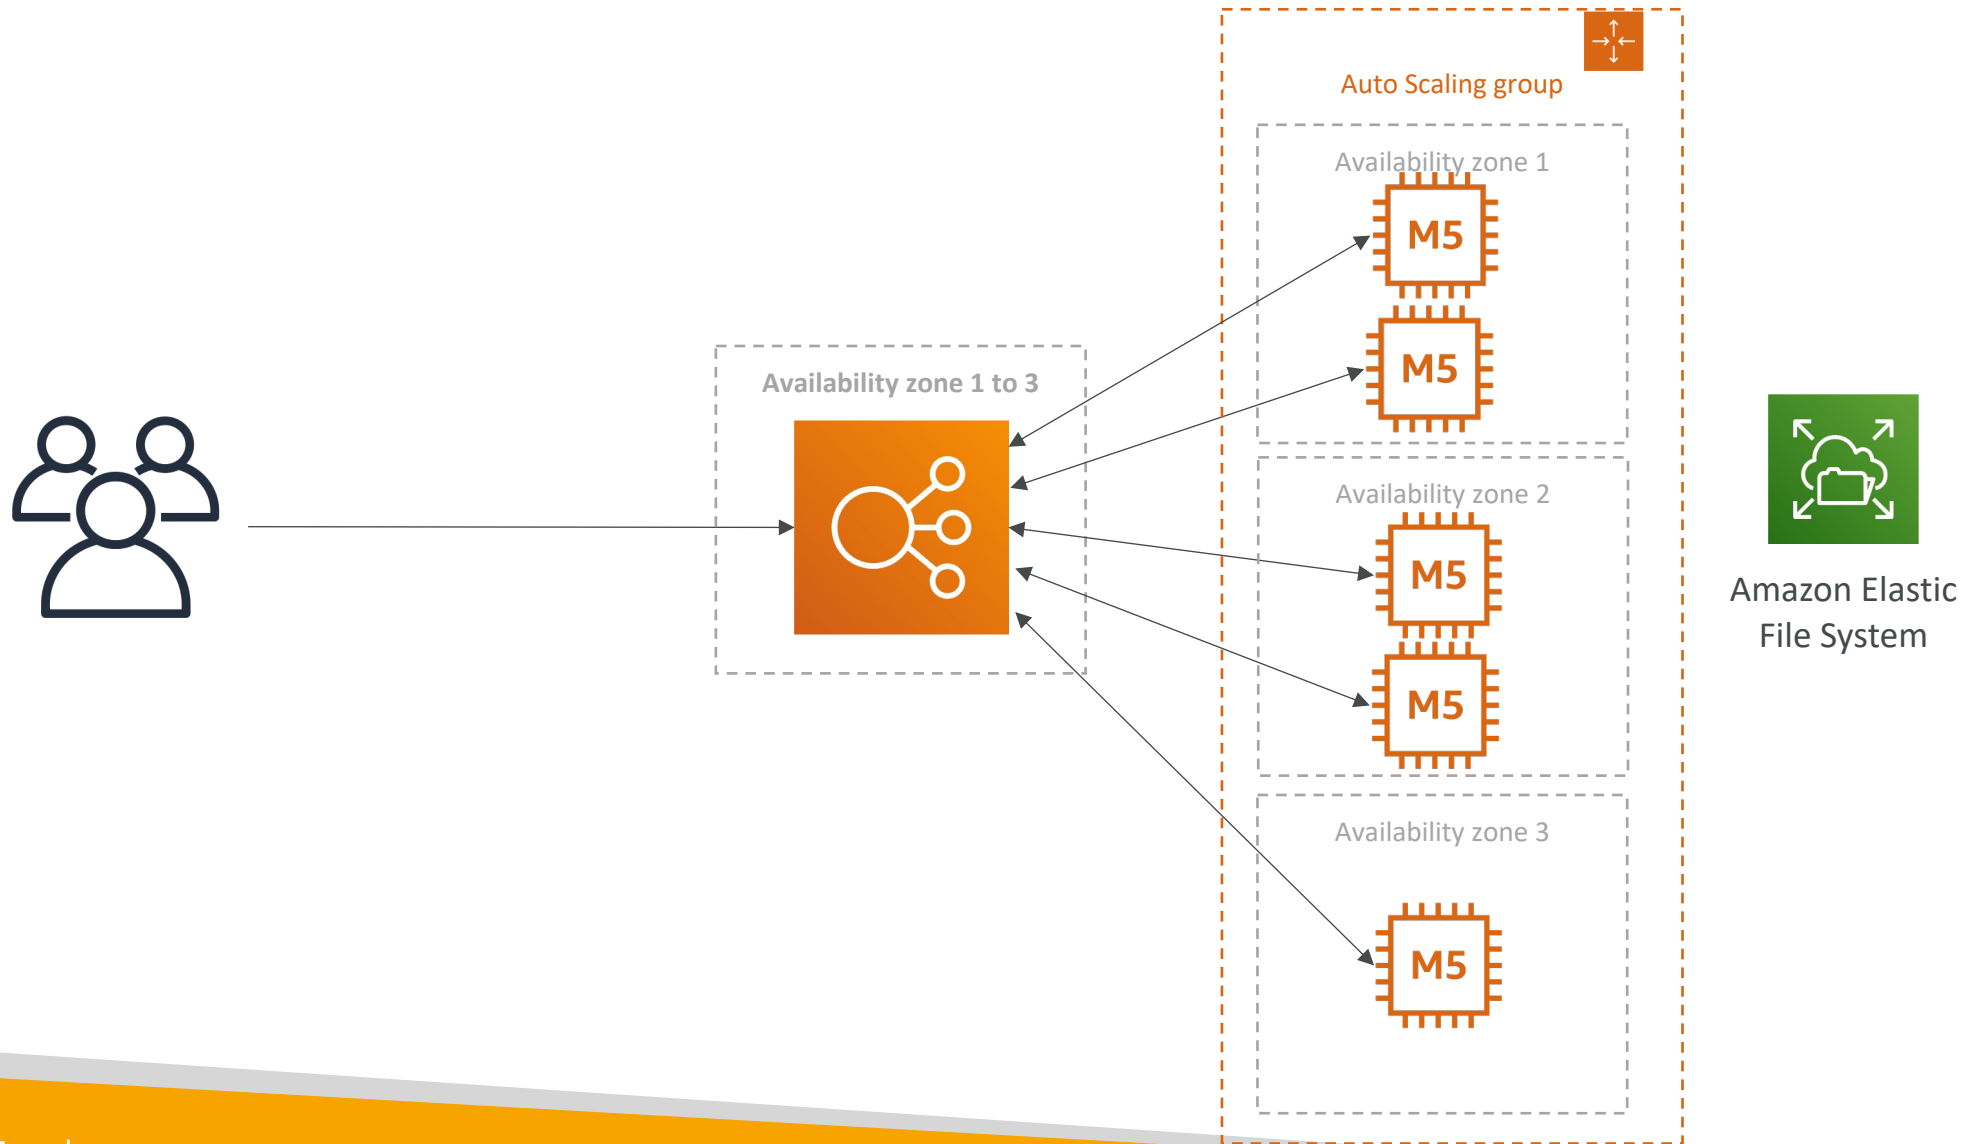 Auto Scaling group
Availability zone 1
M5
M5
Availability zone 1 to 3
Availability zone 2
M5
M5
Amazon Elastic
File System
Availability zone 3
M5